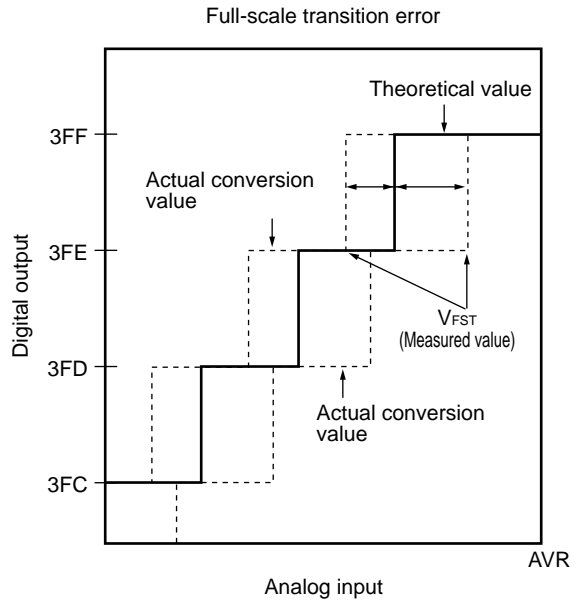 Full-scale transition error
Theoretical value
3FF
Actual conversion
value
3FE
Digital output
VFST
(Measured value)
3FD
Actual conversion
value
3FC
AVR
Analog input